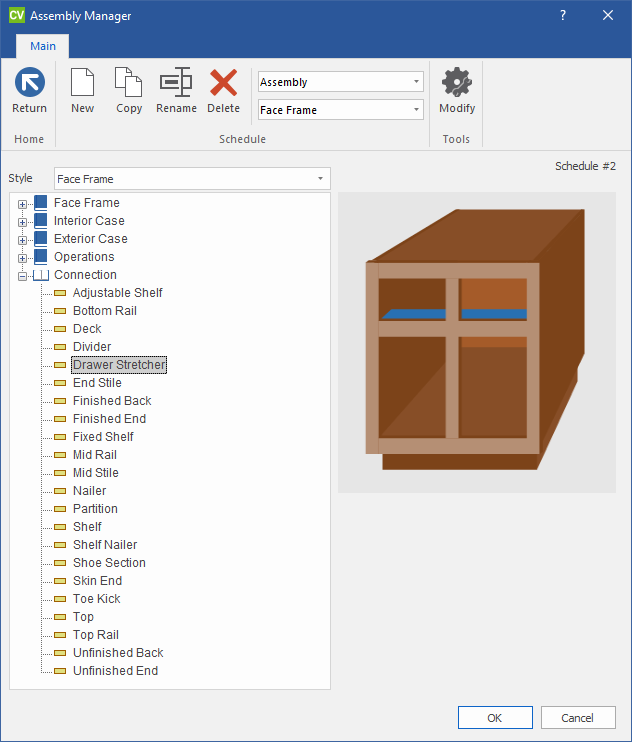 CV Assembly Manager ?
Main
Return New Copy Rename Delete Assembly Modify
Face Frame
Home Schedule Tools
Schedule #2
Style Face Frame
Face Frame
Interior Case
Exterior Case
Operations
Connection
Adjustable Shelf
Bottom Rail
Deck
Divider
Drawer Stretcher
End Stile
Finished Back
Finished End
Fixed Shelf
Mid Rail
Mid Stile
Nailer
Partition
Shelf
Shelf Nailer
Shoe Section
Skin End
Toe Kick
Top
Top Rail
Unfinished Back
Unfinished End
OK Cancel